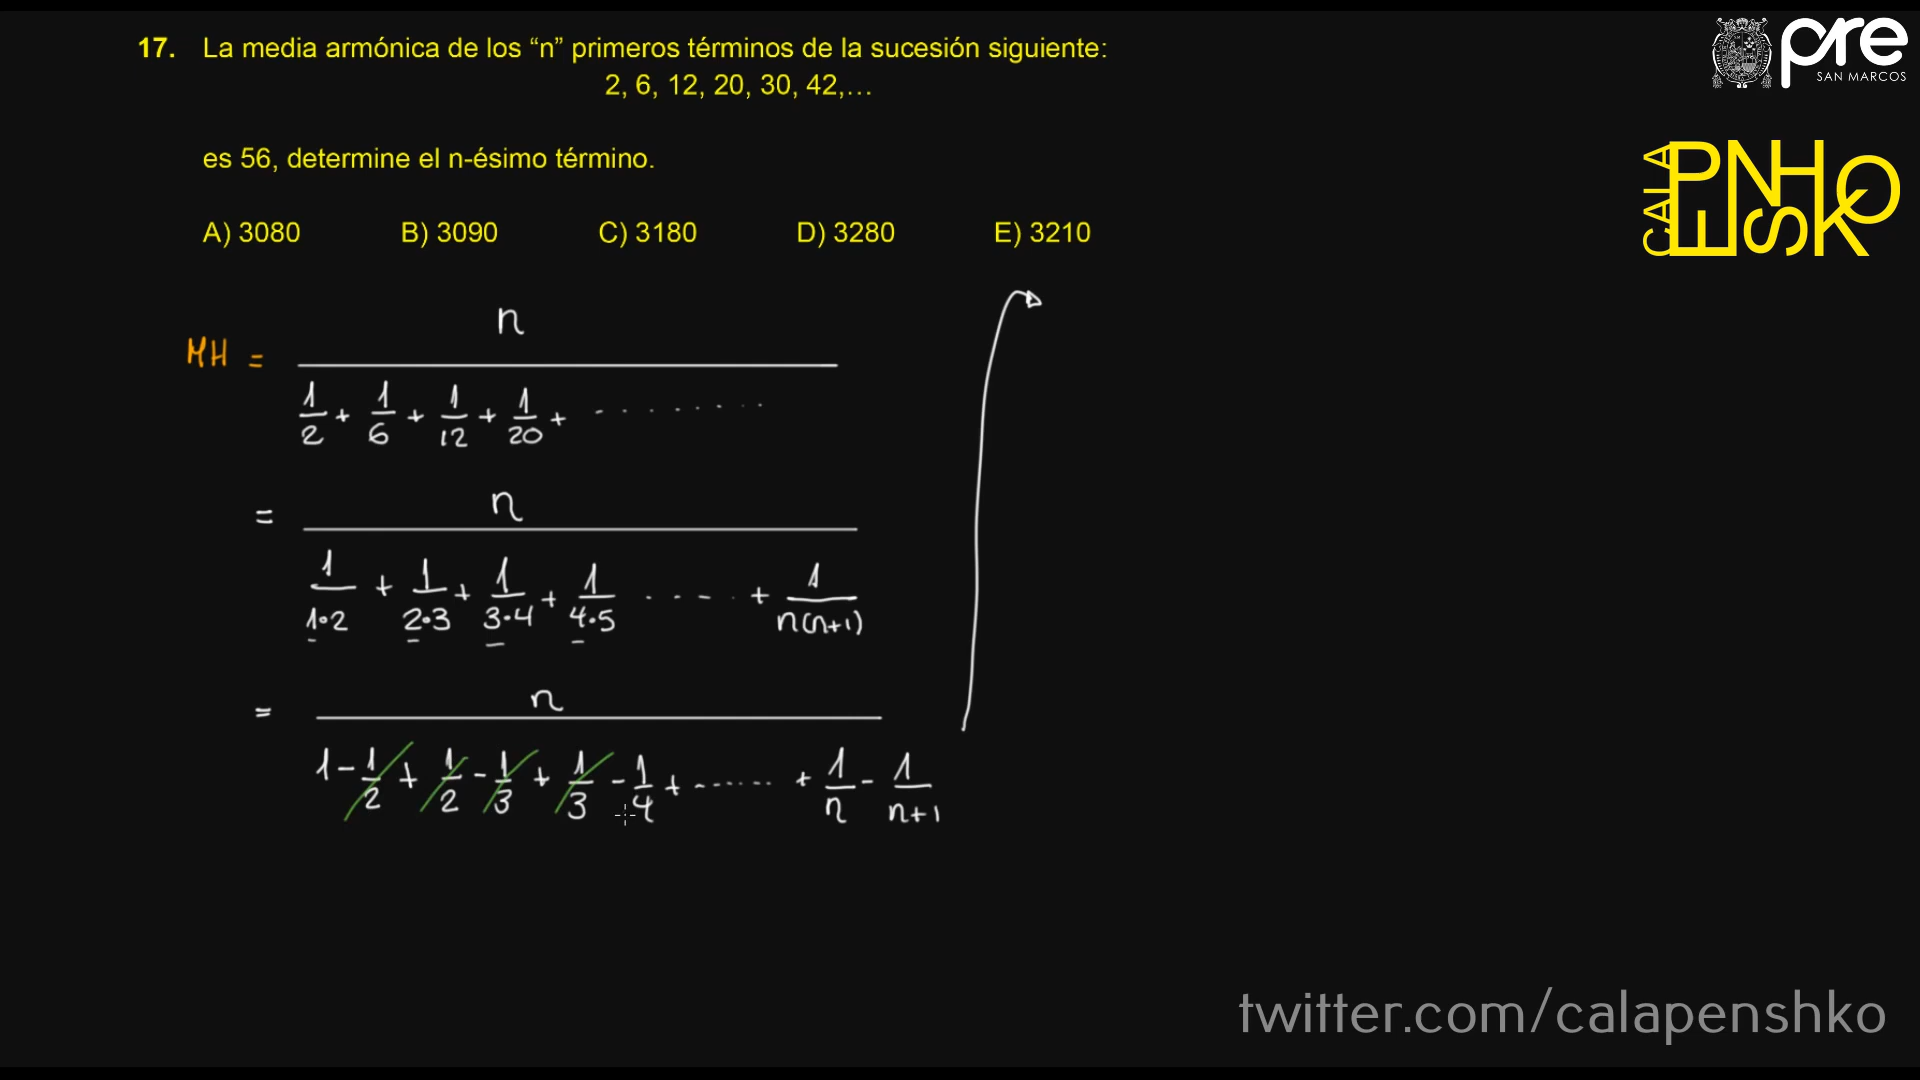 17. La media armónica de los “n” primeros términos de la sucesión siguiente:
2, 6, 12, 20, 30, 42,...
es 56, determine el n-ésimo término.
A) 3080 B) 3090 C) 3180 D) 3280 E) 3210
pre
SAN MARCOS
CALA
PENSHKO
n
MH = ―
1/2 + 1/6 + 1/12 + 1/20 + ........
n
= ―
1/1·2 + 1/2·3 + 1/3·4 + 1/4·5 ..... + 1/n(n+1)
n
= ―
1 - 1/2 + 1/2 - 1/3 + 1/3 - 1/4 + ....... + 1/n - 1/n+1
twitter.com/calapenshko